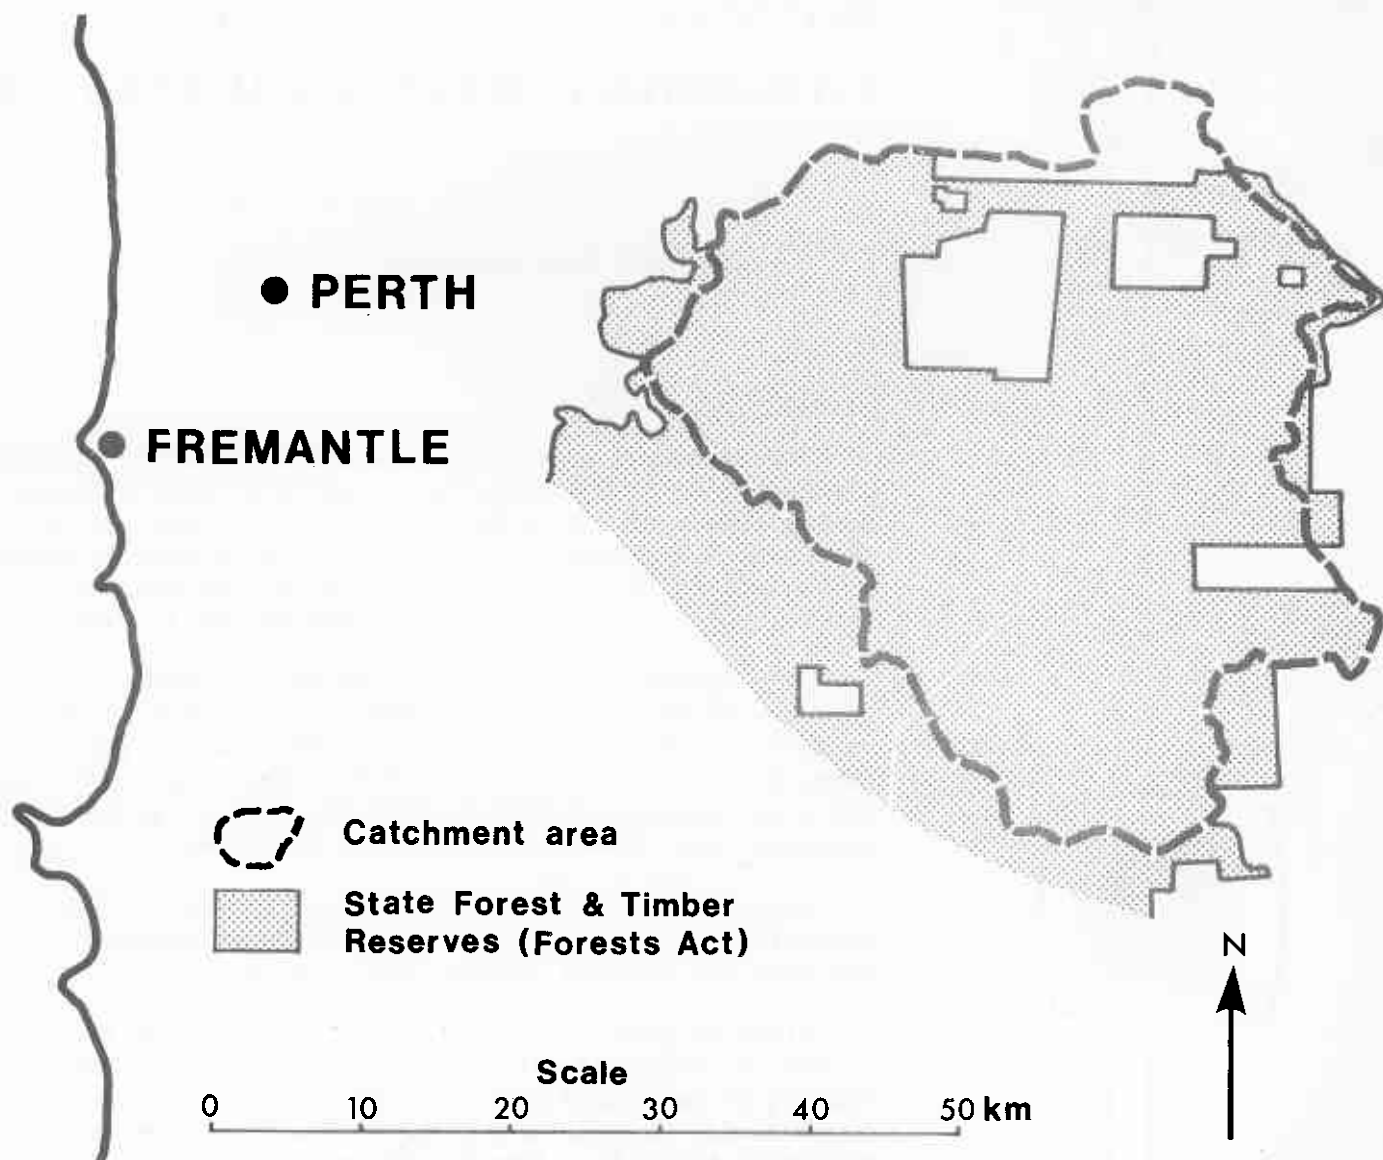 PERTH
FREMANTLE
Catchment area
State Forest & Timber
Reserves (Forests Act)
N
Scale
0 10 20 30 40 50 km